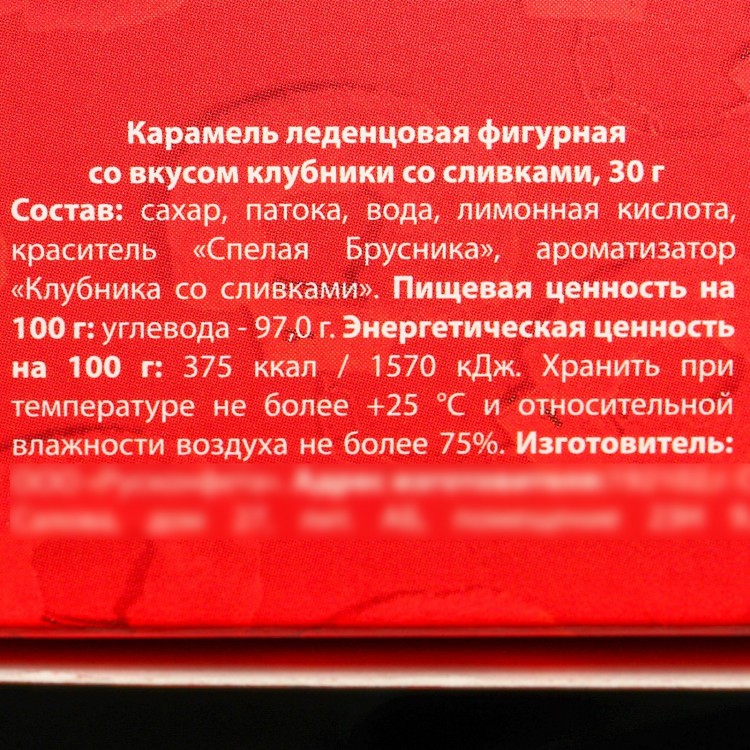 Карамель леденцовая фигурная
со вкусом клубники со сливками, 30 г
Состав: сахар, патока, вода, лимонная кислота,
краситель «Спелая Брусника», ароматизатор
«Клубника со сливками». Пищевая ценность на
100 г: углевода - 97,0 г. Энергетическая ценность
на 100 г: 375 ккал / 1570 кДж. Хранить при
температуре не более +25 °С и относительной
влажности воздуха не более 75%. Изготовитель: